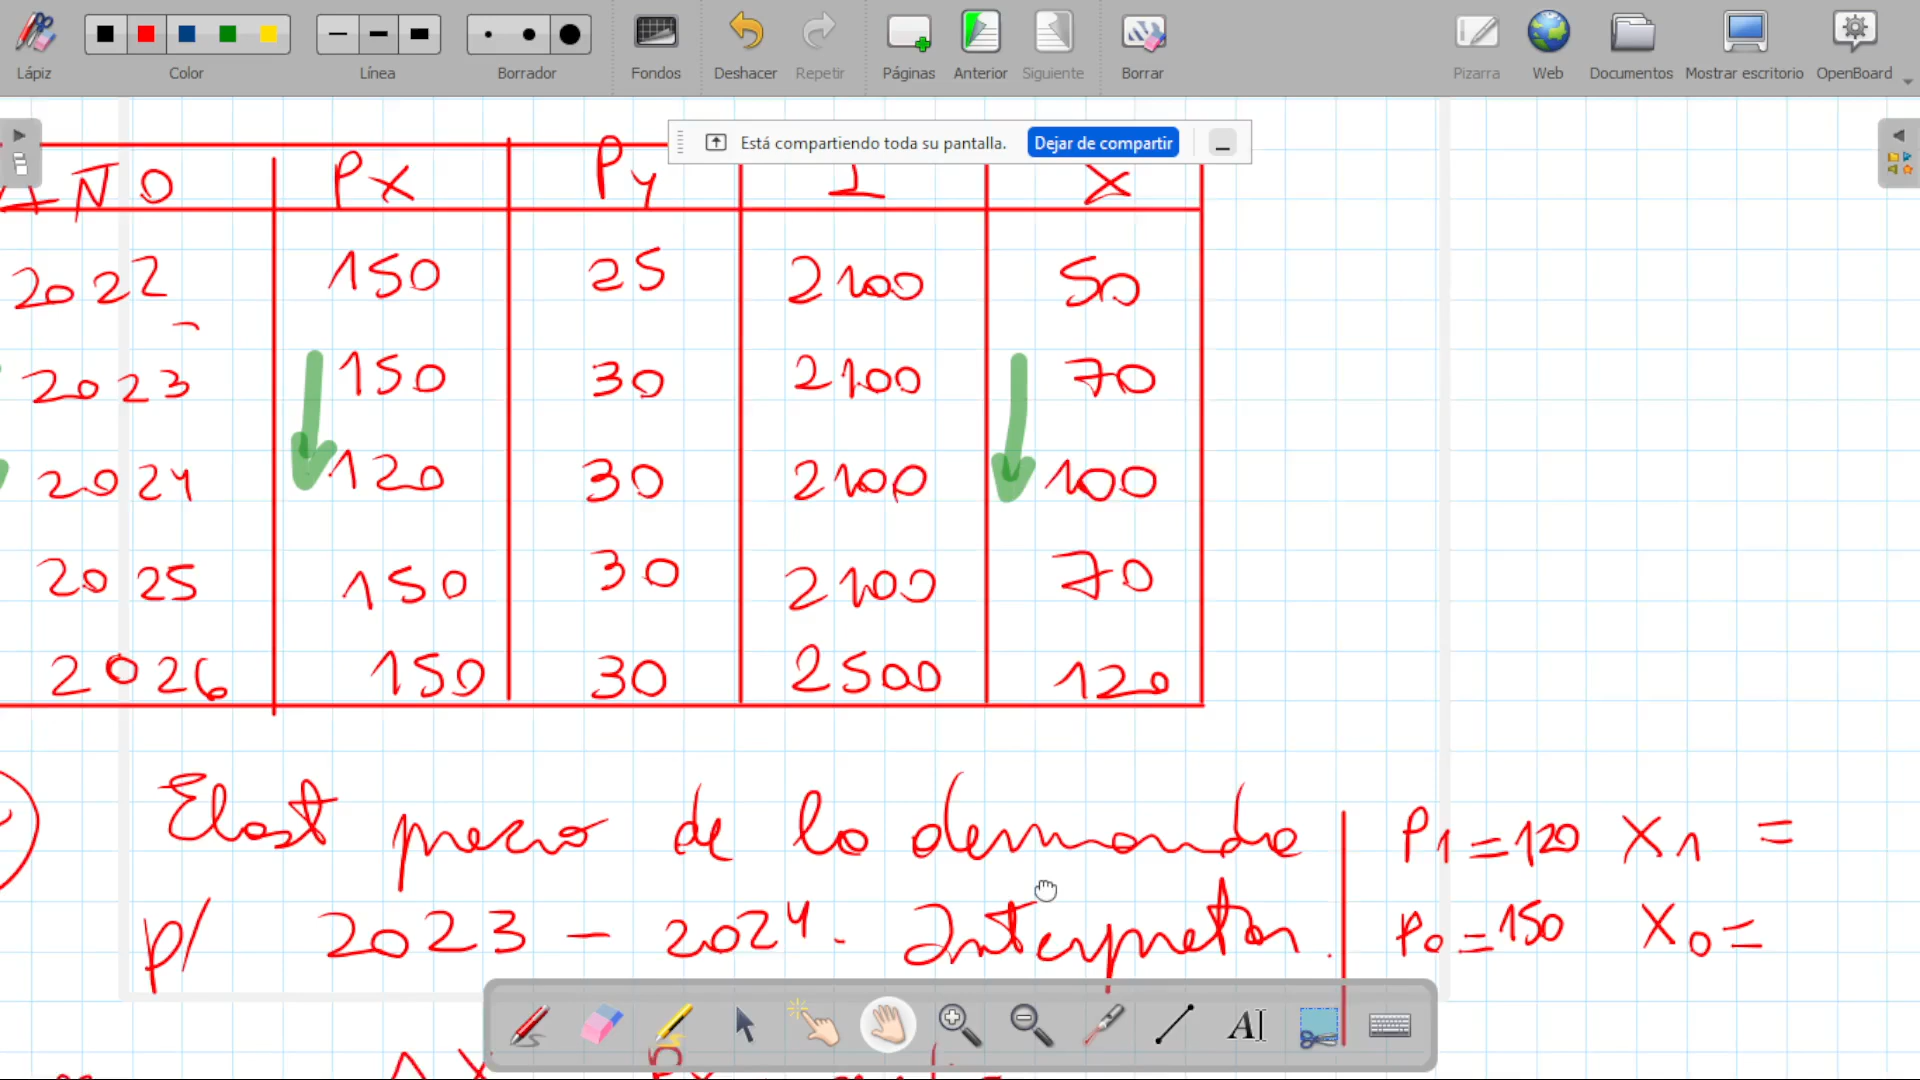 Lápiz Color Línea Borrador Fondos Deshacer Repetir Páginas Anterior Siguiente Borrar Pizarra Web Documentos Mostrar escritorio OpenBoard
Está compartiendo toda su pantalla. Dejar de compartir
AÑO Px Py I X
2022 150 25 2100 50
2023 150 30 2100 70
2024 120 30 2100 100
2025 150 30 2100 70
2026 150 30 2500 120
Elast precio de la demanda P1=120 X1 =
p/ 2023 - 2024. Interpretar. P0=150 X0=